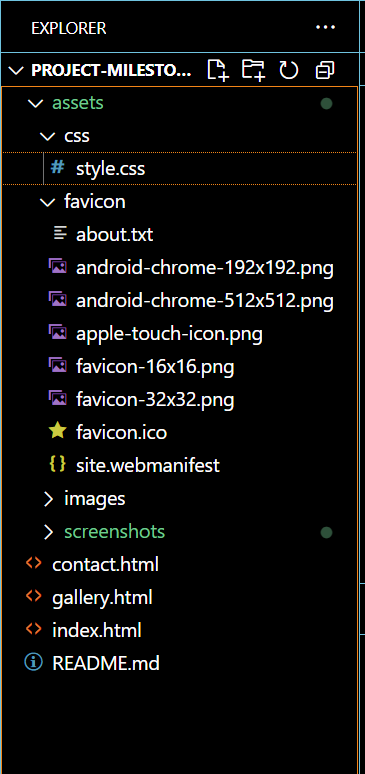 EXPLORER
PROJECT-MILESTO...
assets
css
style.css
favicon
about.txt
android-chrome-192x192.png
android-chrome-512x512.png
apple-touch-icon.png
favicon-16x16.png
favicon-32x32.png
favicon.ico
site.webmanifest
images
screenshots
contact.html
gallery.html
index.html
README.md